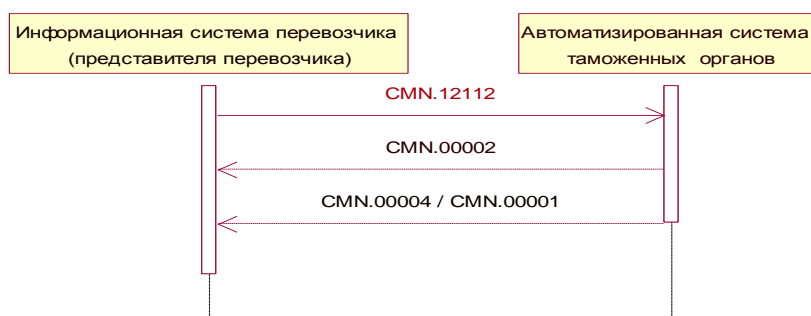 Информационная система перевозчика
(представителя перевозчика)
Автоматизированная система
таможенных органов
CMN.12112
CMN.00002
CMN.00004 / CMN.00001